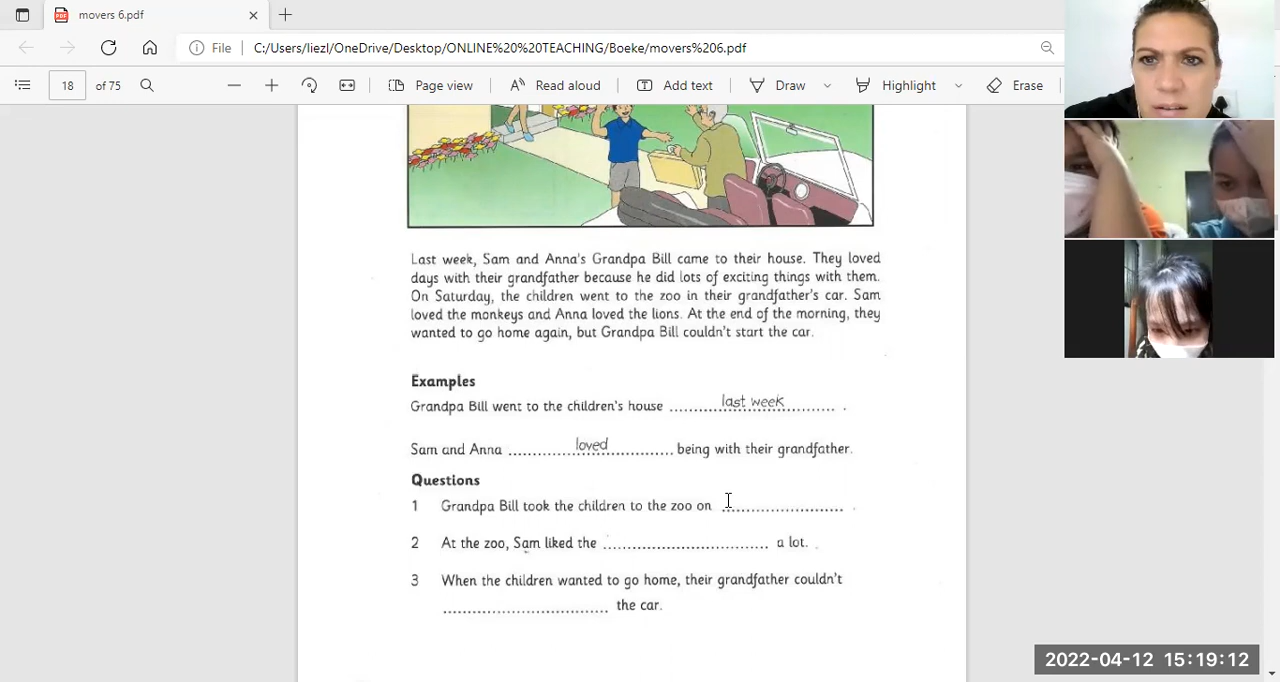 movers 6.pdf
File C:/Users/liezl/OneDrive/Desktop/ONLINE%20%20TEACHING/Boeke/movers%206.pdf
18 of 75 Page view Read aloud Add text Draw Highlight Erase
Last week, Sam and Anna's Grandpa Bill came to their house. They loved
days with their grandfather because he did lots of exciting things with them.
On Saturday, the children went to the zoo in their grandfather's car. Sam
loved the monkeys and Anna loved the lions. At the end of the morning, they
wanted to go home again, but Grandpa Bill couldn't start the car.
Examples
Grandpa Bill went to the children's house last week .
Sam and Anna loved being with their grandfather.
Questions
1 Grandpa Bill took the children to the zoo on .................... .
2 At the zoo, Sam liked the .................... a lot.
3 When the children wanted to go home, their grandfather couldn't
.................... the car.
2022-04-12 15:19:12